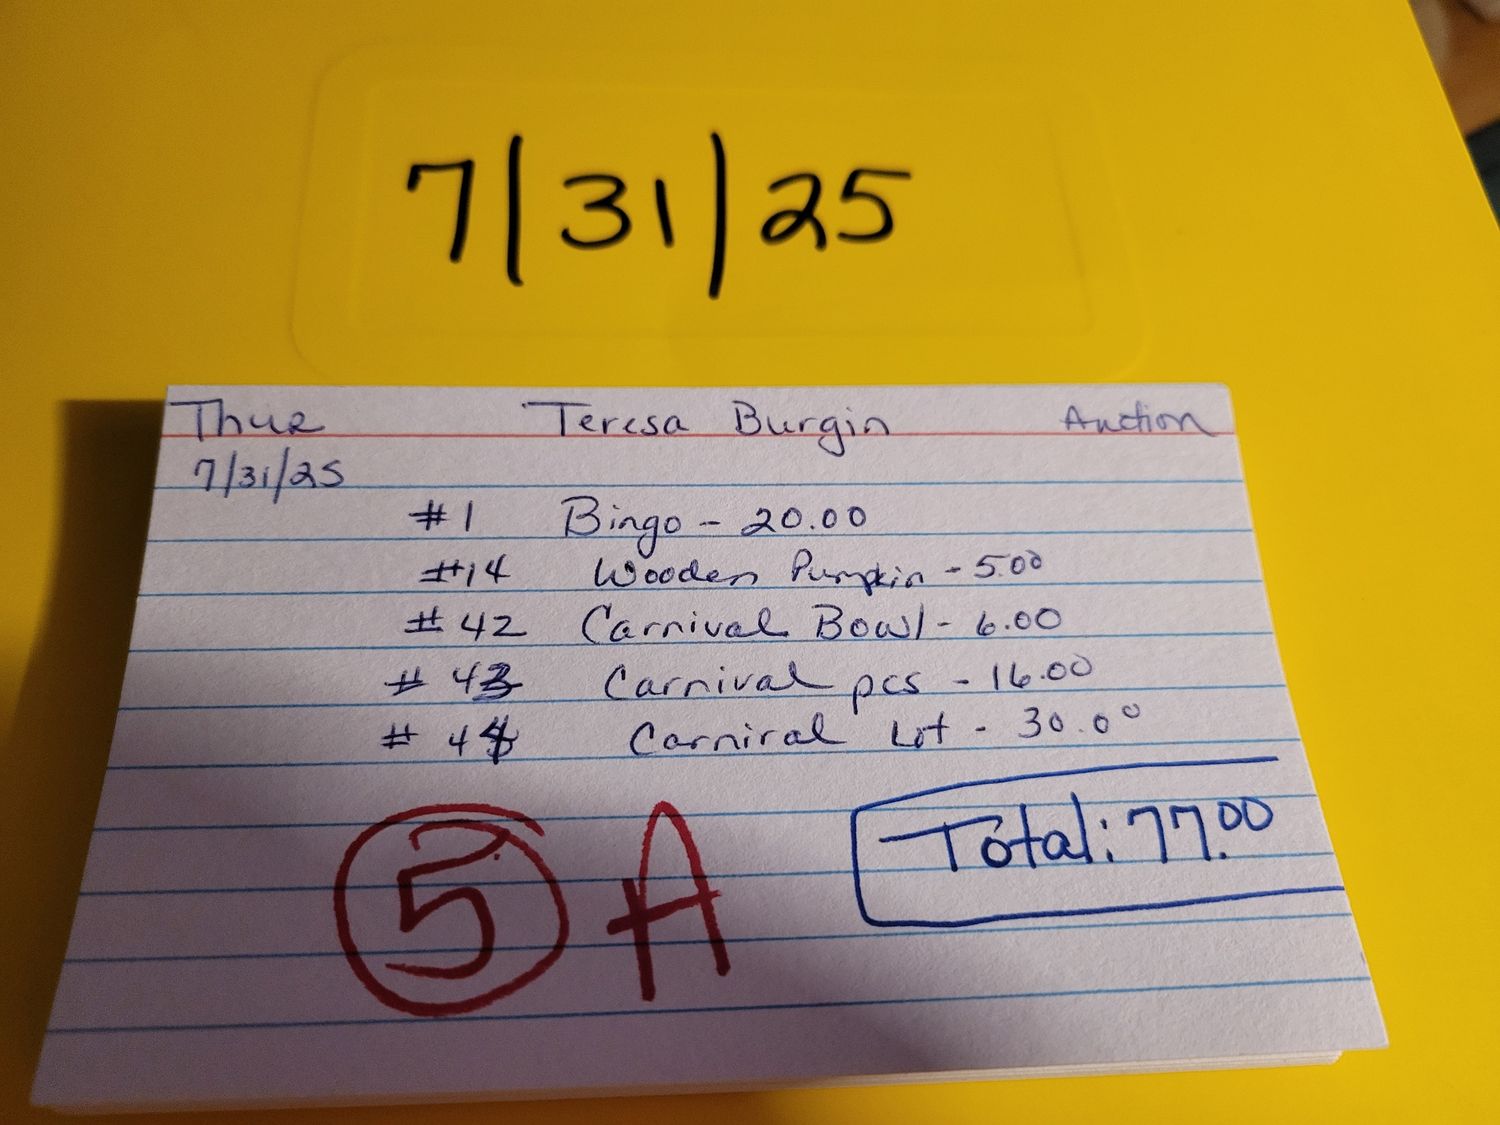 7/31/25
Thur Teresa Burgin Auction
7/31/25
#1 Bingo - 20.00
#14 Wooden Pumpkin - 5.00
#42 Carnival Bowl - 6.00
#43 Carnival pcs - 16.00
#44 Carnival Lot - 30.00
Total: 77.00
5 A